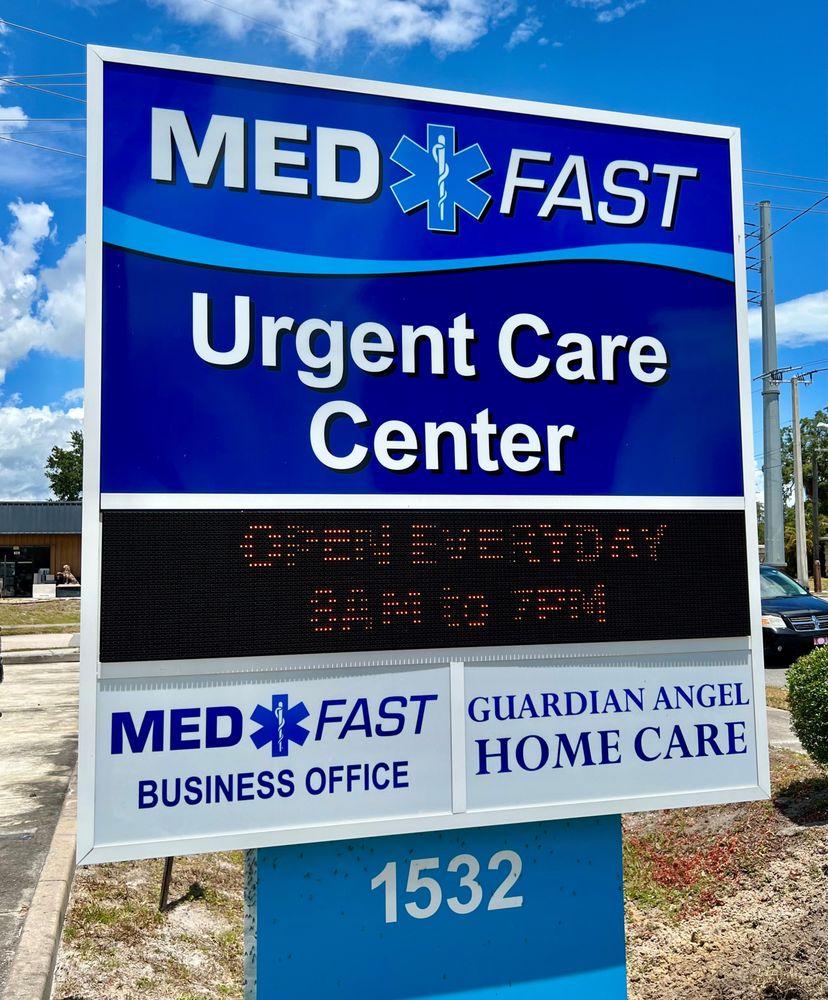 MED FAST
Urgent Care
Center
OPEN EVERYDAY
8AM to 7PM
MED FAST
BUSINESS OFFICE
GUARDIAN ANGEL
HOME CARE
1532